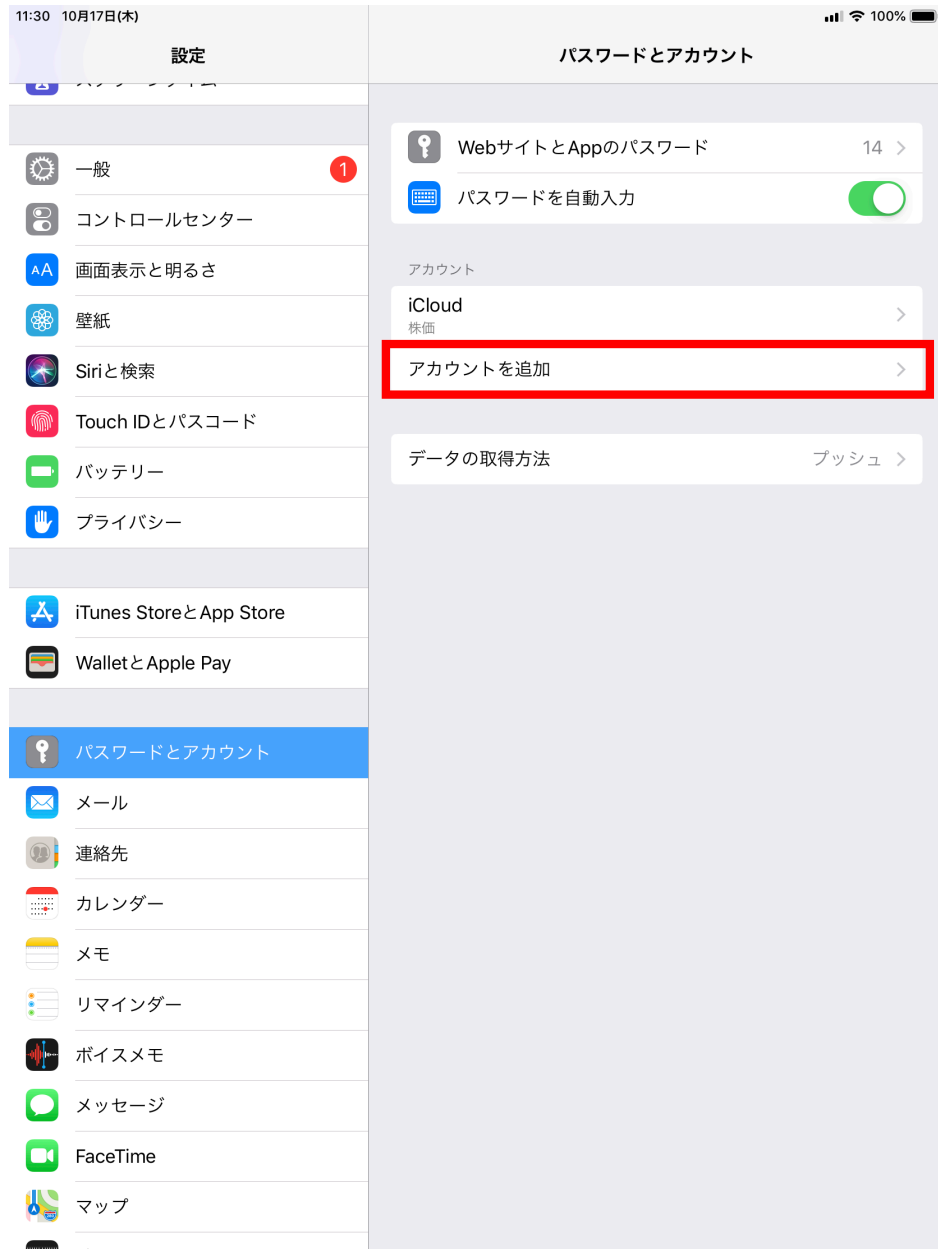 11:30 10月17日(木)
100%
設定
スクリーンタイム
一般
1
コントロールセンター
AA 画面表示と明るさ
壁紙
Siriと検索
Touch IDとパスコード
バッテリー
プライバシー
iTunes StoreとApp Store
WalletとApple Pay
パスワードとアカウント
メール
連絡先
カレンダー
メモ
リマインダー
ボイスメモ
メッセージ
FaceTime
マップ
パスワードとアカウント
WebサイトとAppのパスワード 14
パスワードを自動入力
アカウント
iCloud
株価
アカウントを追加
データの取得方法 プッシュ